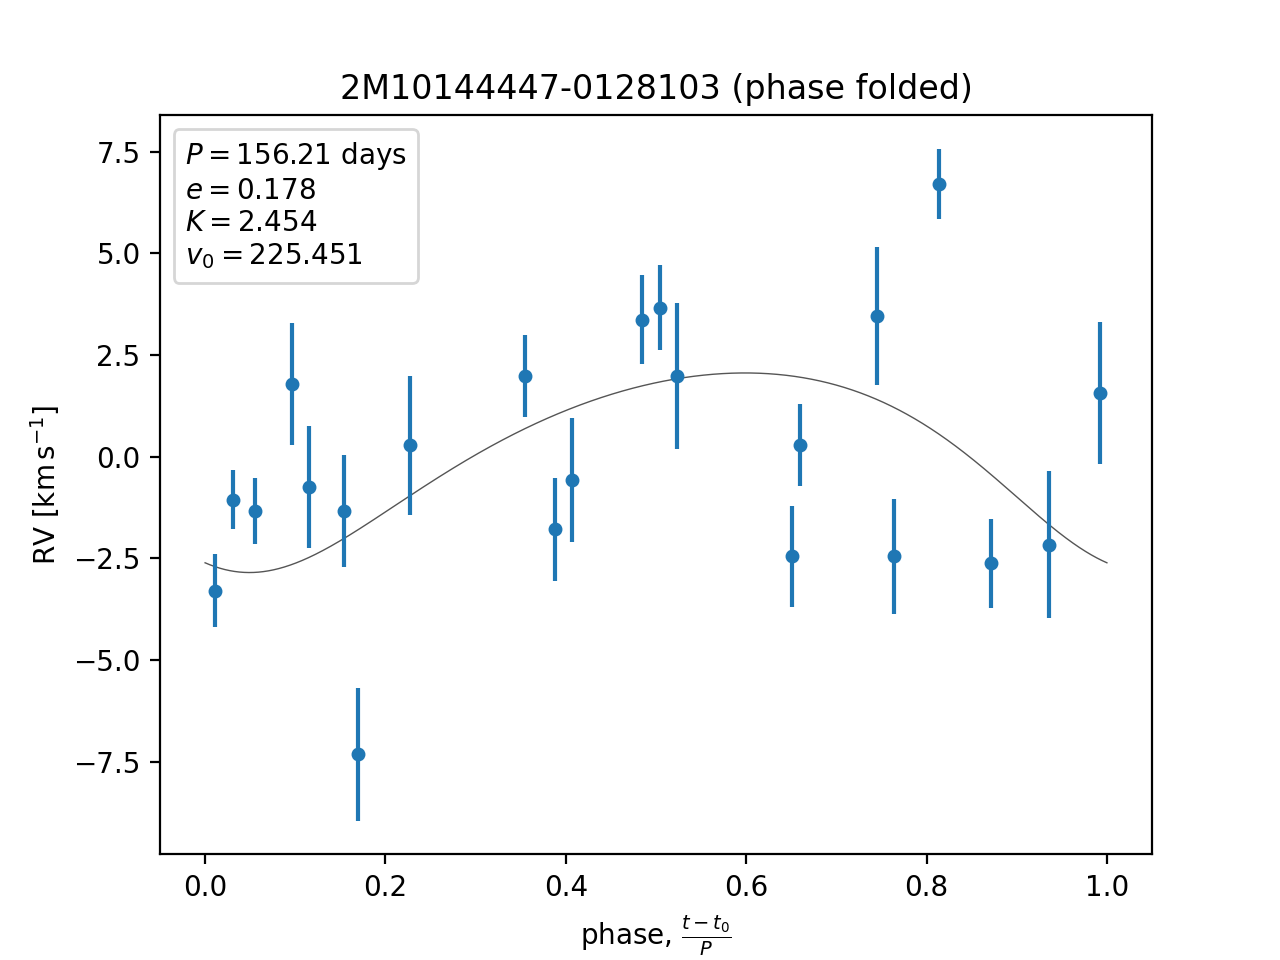 2M10144447-0128103 (phase folded)
P = 156.21 days
e = 0.178
K = 2.454
v₀ = 225.451
7.5
5.0
2.5
0.0
−2.5
−5.0
−7.5
RV [km s⁻¹]
0.0 0.2 0.4 0.6 0.8 1.0
phase, (t − t₀)/P